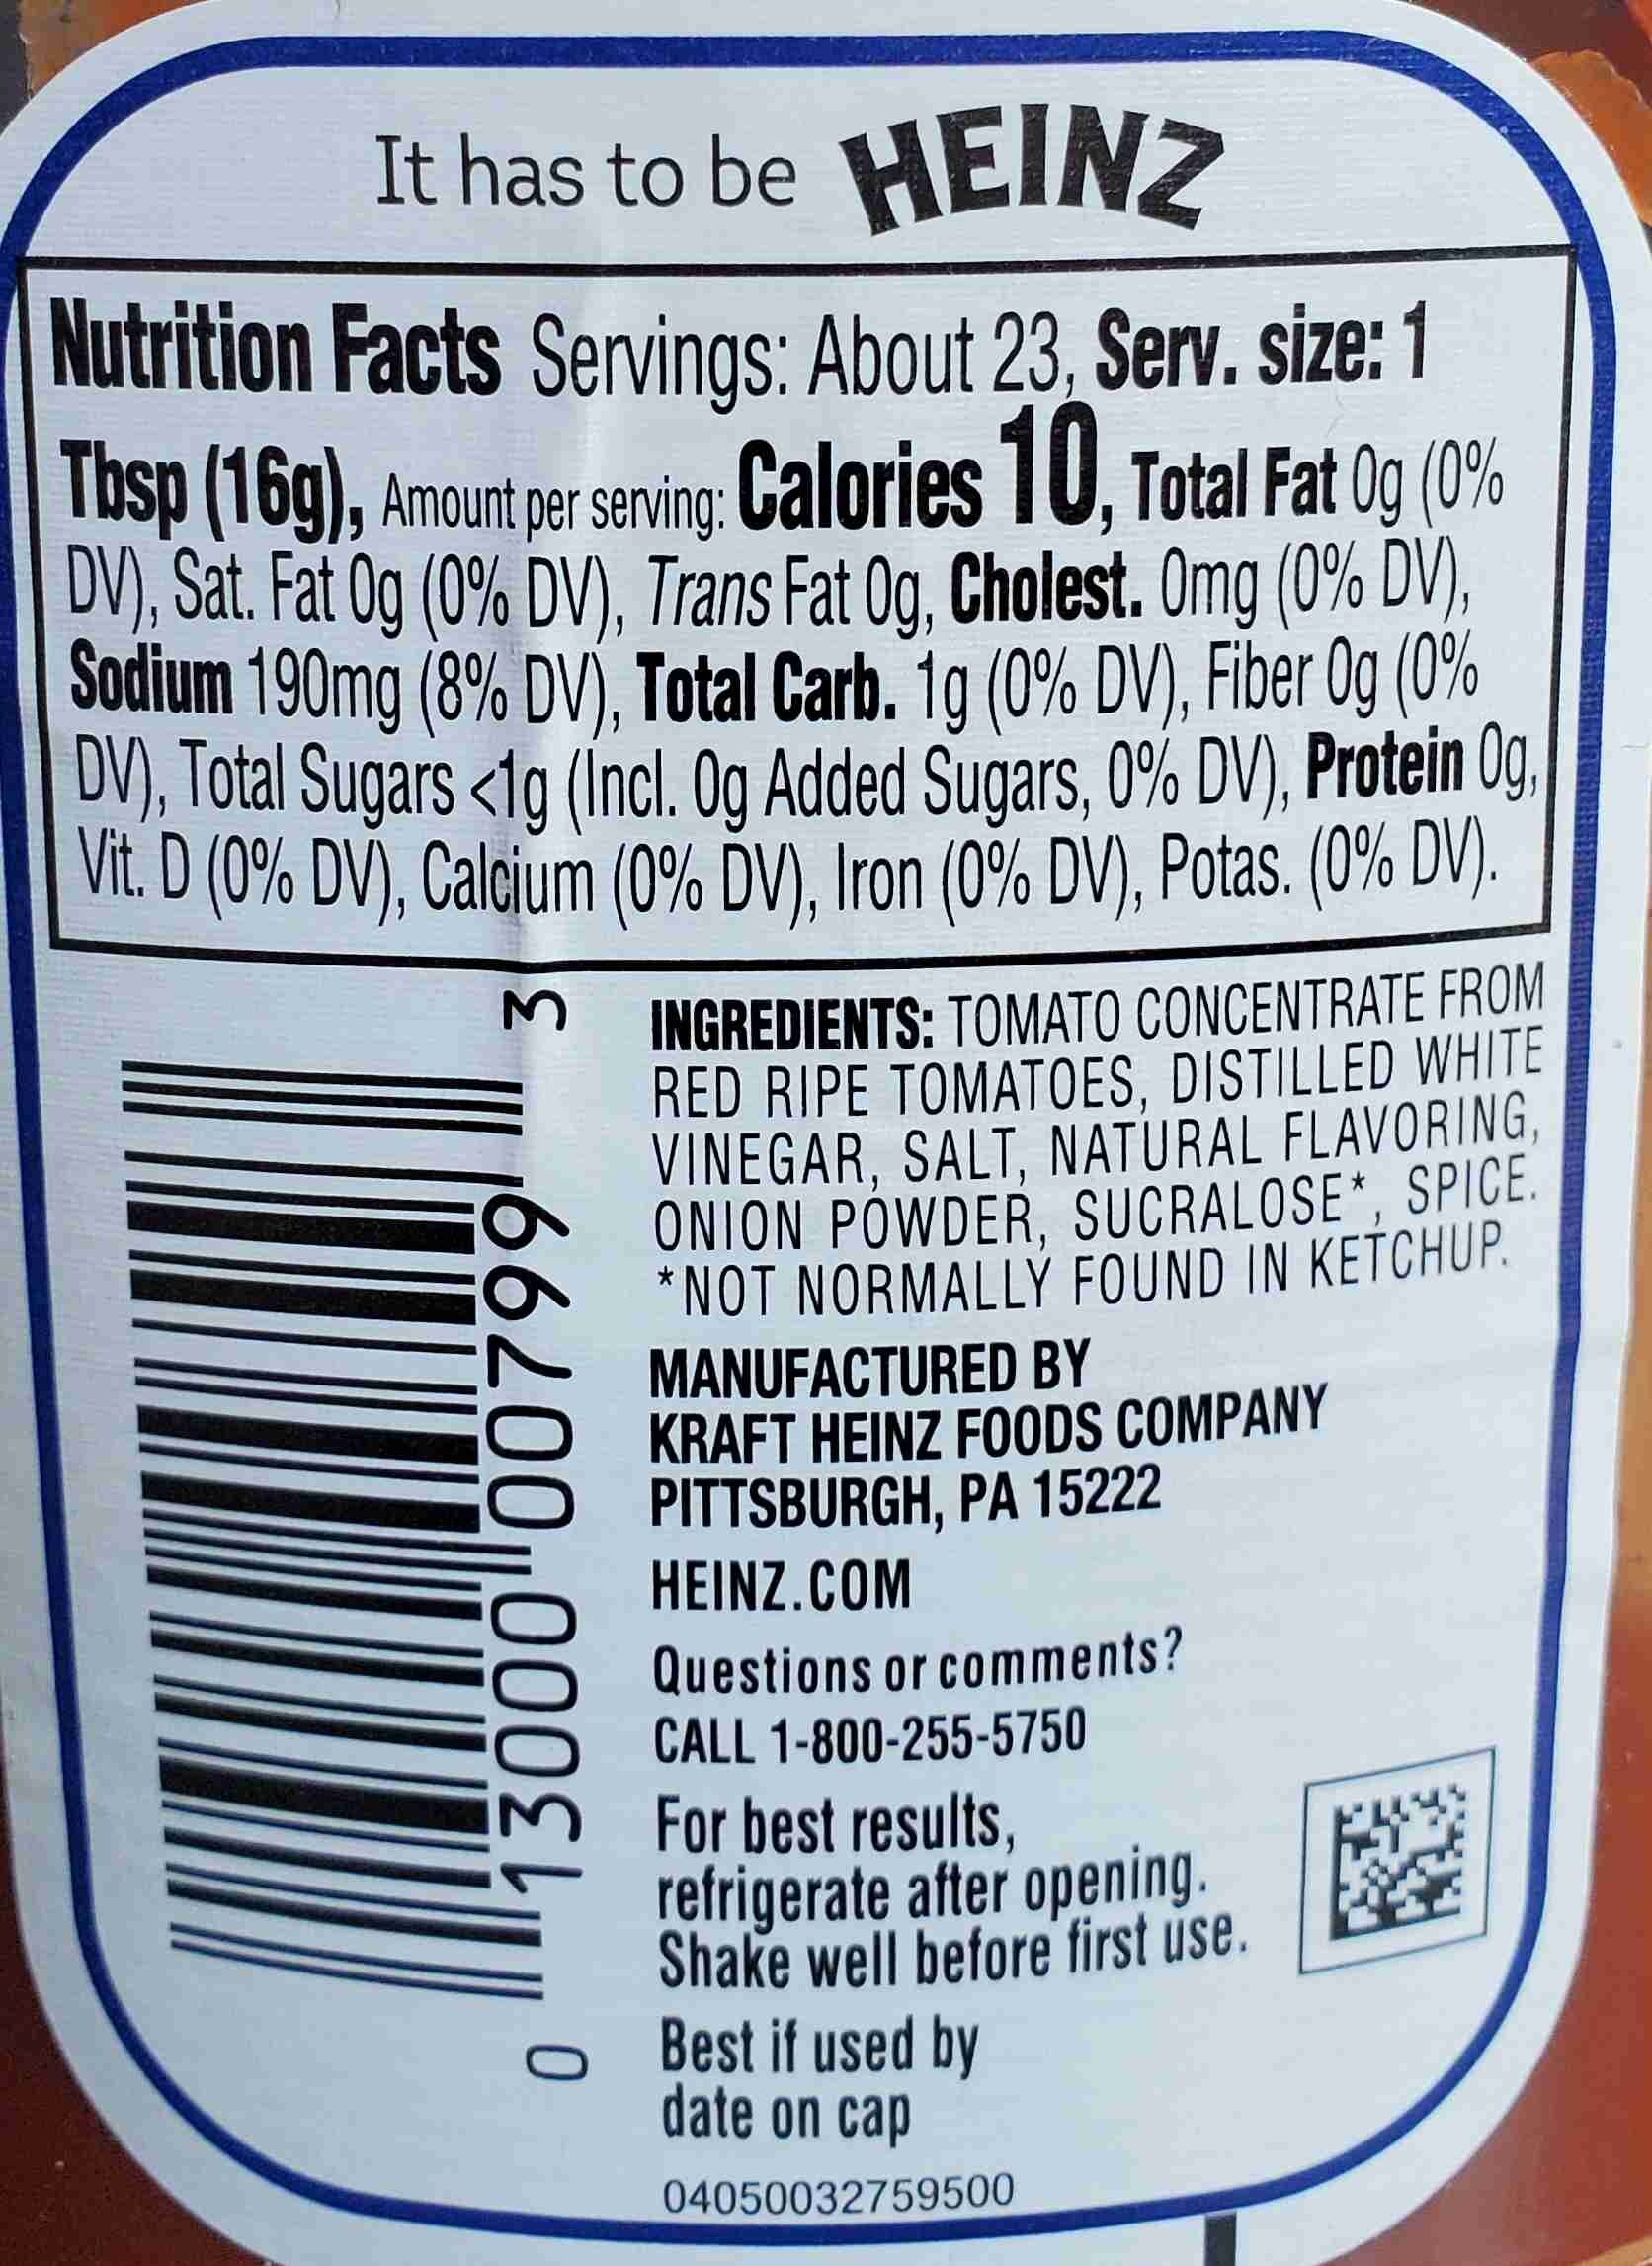 It has to be HEINZ
Nutrition Facts Servings: About 23, Serv. size: 1
Tbsp (16g), Amount per serving: Calories 10, Total Fat 0g (0%
DV), Sat. Fat 0g (0% DV), Trans Fat 0g, Cholest. 0mg (0% DV),
Sodium 190mg (8% DV), Total Carb. 1g (0% DV), Fiber 0g (0%
DV), Total Sugars <1g (Incl. 0g Added Sugars, 0% DV), Protein 0g,
Vit. D (0% DV), Calcium (0% DV), Iron (0% DV), Potas. (0% DV).
0 13000 00799 3
INGREDIENTS: TOMATO CONCENTRATE FROM
RED RIPE TOMATOES, DISTILLED WHITE
VINEGAR, SALT, NATURAL FLAVORING,
ONION POWDER, SUCRALOSE*, SPICE.
*NOT NORMALLY FOUND IN KETCHUP.
MANUFACTURED BY
KRAFT HEINZ FOODS COMPANY
PITTSBURGH, PA 15222
HEINZ.COM
Questions or comments?
CALL 1-800-255-5750
For best results,
refrigerate after opening.
Shake well before first use.
Best if used by
date on cap
04050032759500